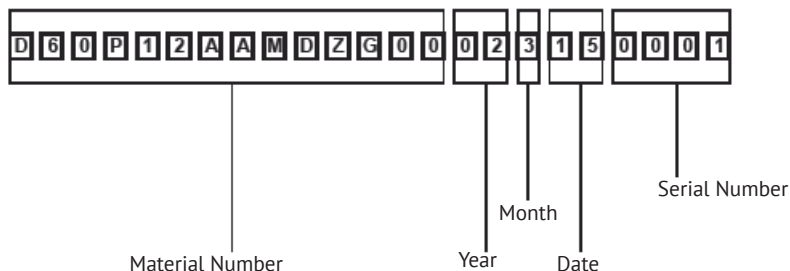 D60P12AAMDZG00 02 3 15 0001
Serial Number
Month
Material Number Year Date